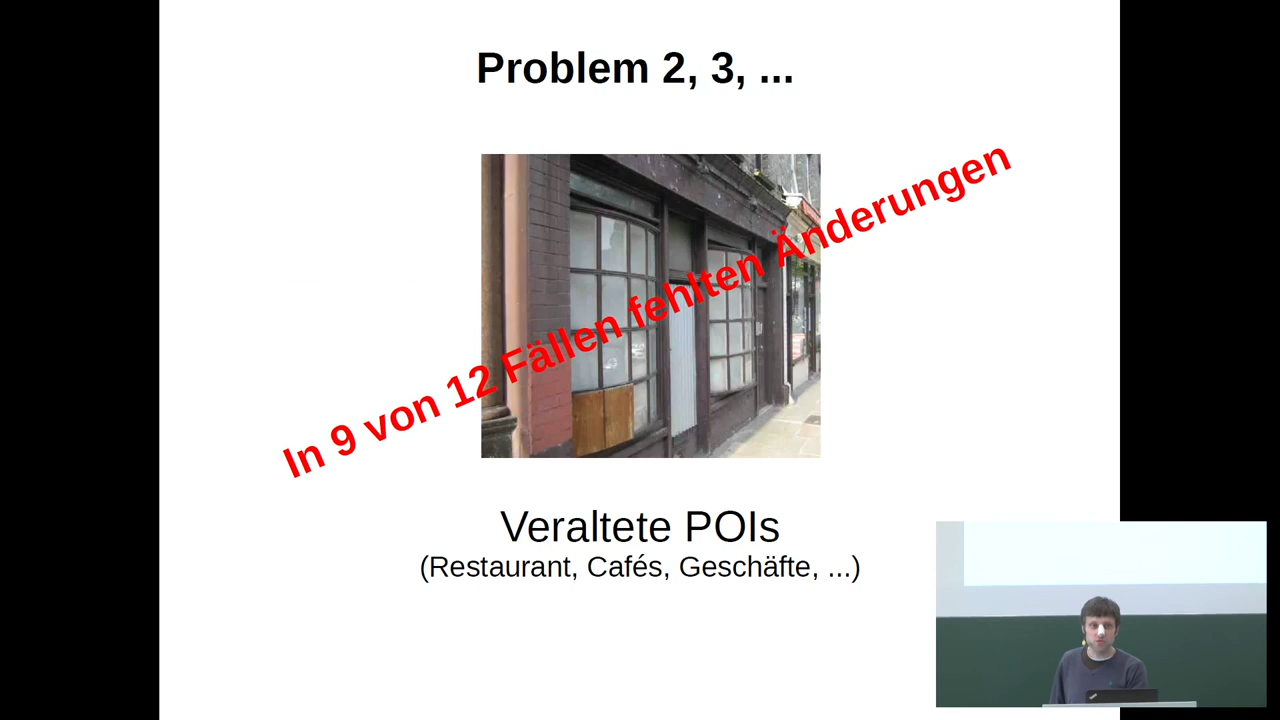 Problem 2, 3, ...
In 9 von 12 Fällen fehlten Änderungen
Veraltete POIs
(Restaurant, Cafés, Geschäfte, ...)